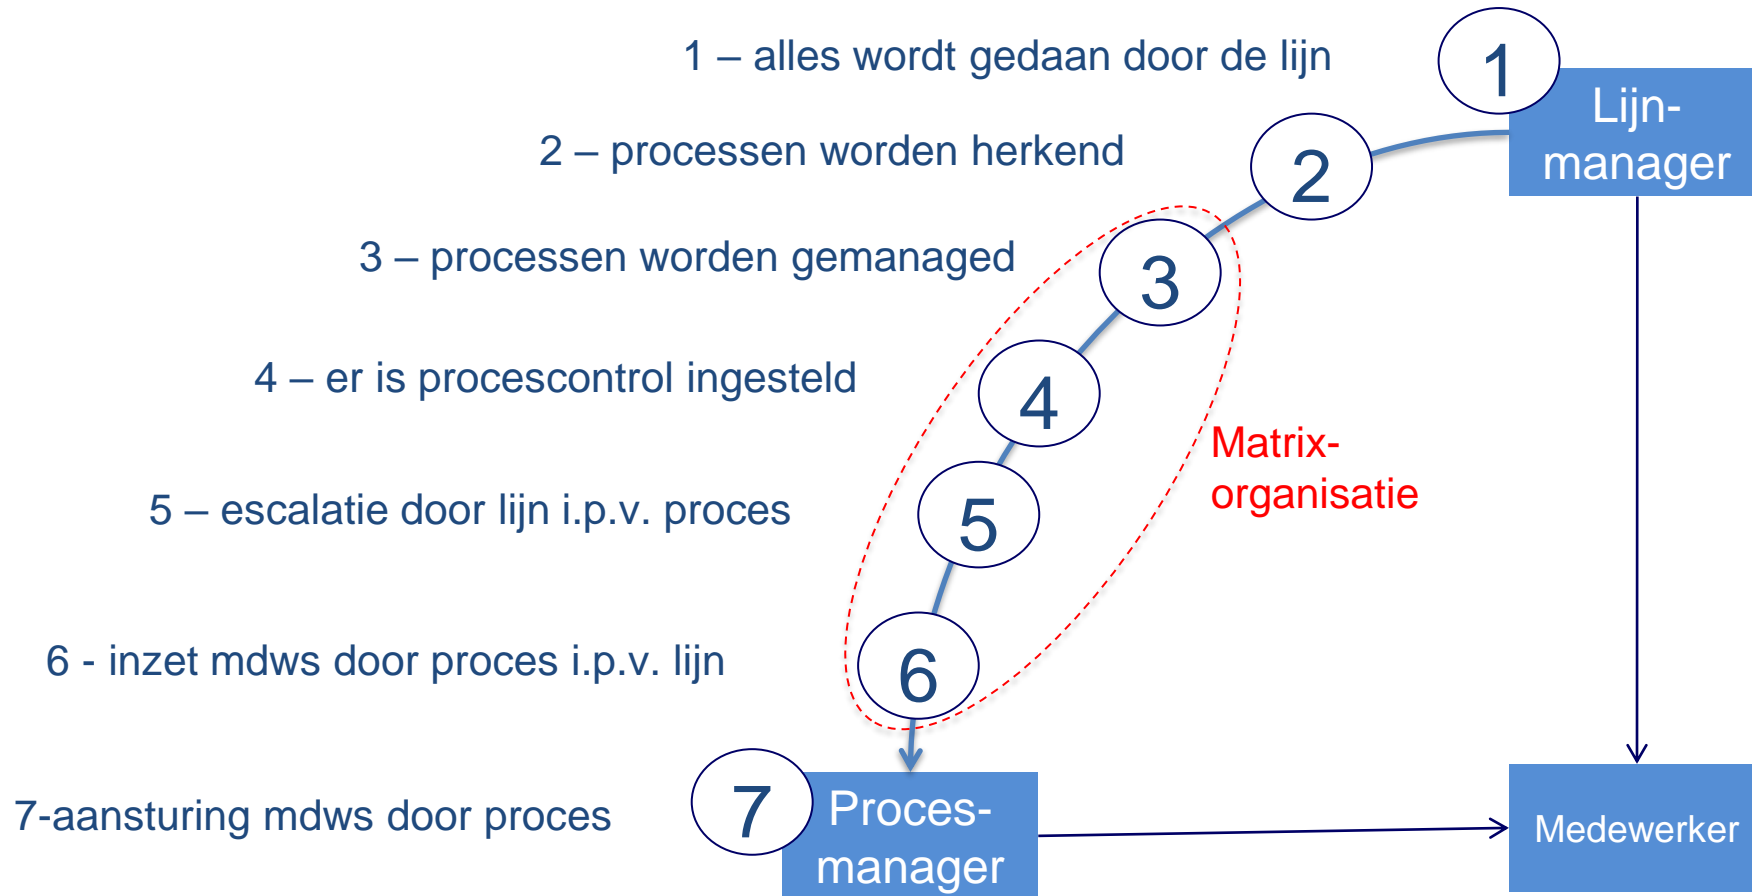 1 – alles wordt gedaan door de lijn
1
Lijn-
manager
2 – processen worden herkend
2
3 – processen worden gemanaged
3
4 – er is procescontrol ingesteld
4
Matrix-
organisatie
5 – escalatie door lijn i.p.v. proces
5
6 - inzet mdws door proces i.p.v. lijn
6
7-aansturing mdws door proces
7
Proces-
manager
Medewerker